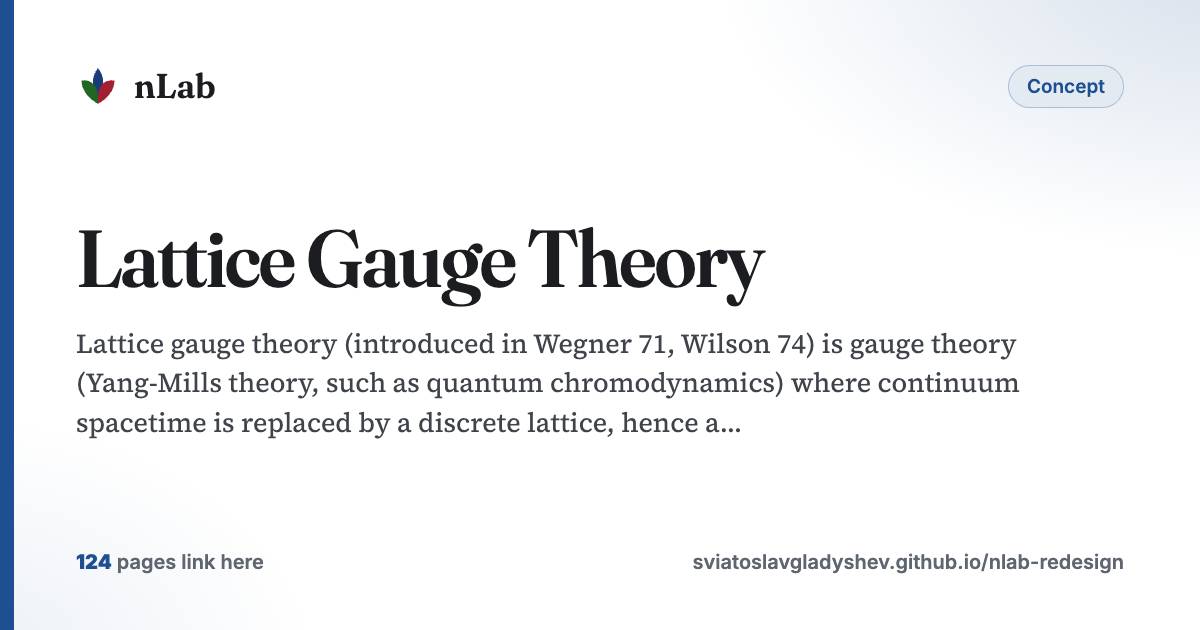 nLab
Concept
Lattice Gauge Theory
Lattice gauge theory (introduced in Wegner 71, Wilson 74) is gauge theory
(Yang-Mills theory, such as quantum chromodynamics) where continuum
spacetime is replaced by a discrete lattice, hence a...
124 pages link here
sviatoslavgladyshev.github.io/nlab-redesign